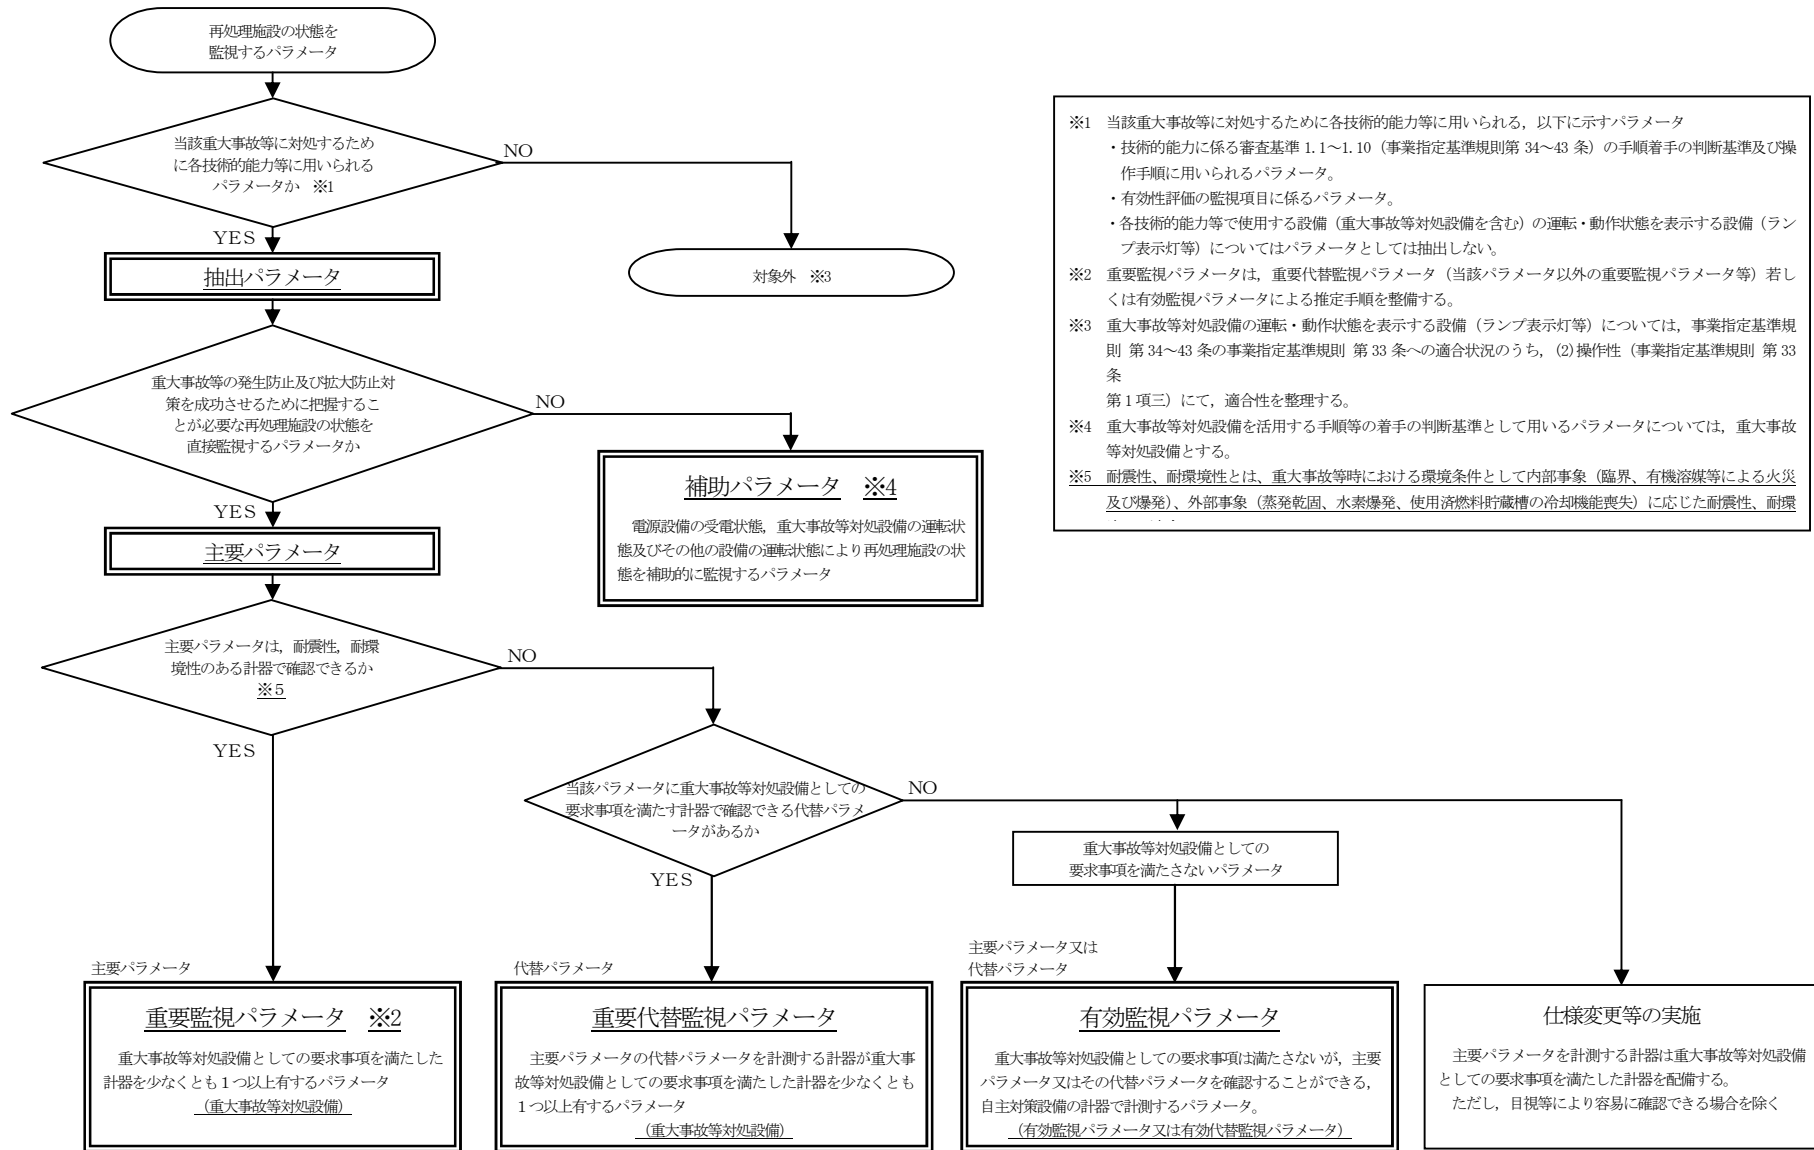 再処理施設の状態を
監視するパラメータ
当該重大事故等に対処するため
に各技術的能力等に用いられる
パラメータか ※1
NO
YES
対象外 ※3
抽出パラメータ
重大事故等の発生防止及び拡大防止対
策を成功させるために把握するこ
とが必要な再処理施設の状態を
直接監視するパラメータか
NO
YES
補助パラメータ ※4
電源設備の受電状態，重大事故等対処設備の運転状
態及びその他の設備の運転状態により再処理施設の状
態を補助的に監視するパラメータ
主要パラメータ
主要パラメータは，耐震性，耐環
境性のある計器で確認できるか
※5
NO
YES
当該パラメータに重大事故等対処設備としての
要求事項を満たす計器で確認できる代替パラメ
ータがあるか
NO
YES
重大事故等対処設備としての
要求事項を満たさないパラメータ
主要パラメータ
重要監視パラメータ ※2
重大事故等対処設備としての要求事項を満たした
計器を少なくとも１つ以上有するパラメータ
（重大事故等対処設備）
代替パラメータ
重要代替監視パラメータ
主要パラメータの代替パラメータを計測する計器が重大事
故等対処設備としての要求事項を満たした計器を少なくとも
１つ以上有するパラメータ
（重大事故等対処設備）
主要パラメータ又は
代替パラメータ
有効監視パラメータ
重大事故等対処設備としての要求事項は満たさないが，主要
パラメータ又はその代替パラメータを確認することができる，
自主対策設備の計器で計測するパラメータ。
（有効監視パラメータ又は有効代替監視パラメータ）
仕様変更等の実施
主要パラメータを計測する計器は重大事故等対処設備
としての要求事項を満たした計器を配備する。
ただし，目視等により容易に確認できる場合を除く
※1 当該重大事故等に対処するために各技術的能力等に用いられる，以下に示すパラメータ
・技術的能力に係る審査基準 1.1～1.10（事業指定基準規則第 34～43 条）の手順着手の判断基準及び操
作手順に用いられるパラメータ。
・有効性評価の監視項目に係るパラメータ。
・各技術的能力等で使用する設備（重大事故等対処設備を含む）の運転・動作状態を表示する設備（ラン
プ表示灯等）についてはパラメータとしては抽出しない。
※2 重要監視パラメータは，重要代替監視パラメータ（当該パラメータ以外の重要監視パラメータ等）若し
くは有効監視パラメータによる推定手順を整備する。
※3 重大事故等対処設備の運転・動作状態を表示する設備（ランプ表示灯等）については，事業指定基準規
則 第 34～43 条の事業指定基準規則 第 33 条への適合状況のうち，(2)操作性（事業指定基準規則 第 33
条
第１項三）にて，適合性を整理する。
※4 重大事故等対処設備を活用する手順等の着手の判断基準として用いるパラメータについては，重大事故
等対処設備とする。
※5 耐震性、耐環境性とは、重大事故等時における環境条件として内部事象（臨界、有機溶媒等による火災
及び爆発）、外部事象（蒸発乾固、水素爆発、使用済燃料貯蔵槽の冷却機能喪失）に応じた耐震性、耐環